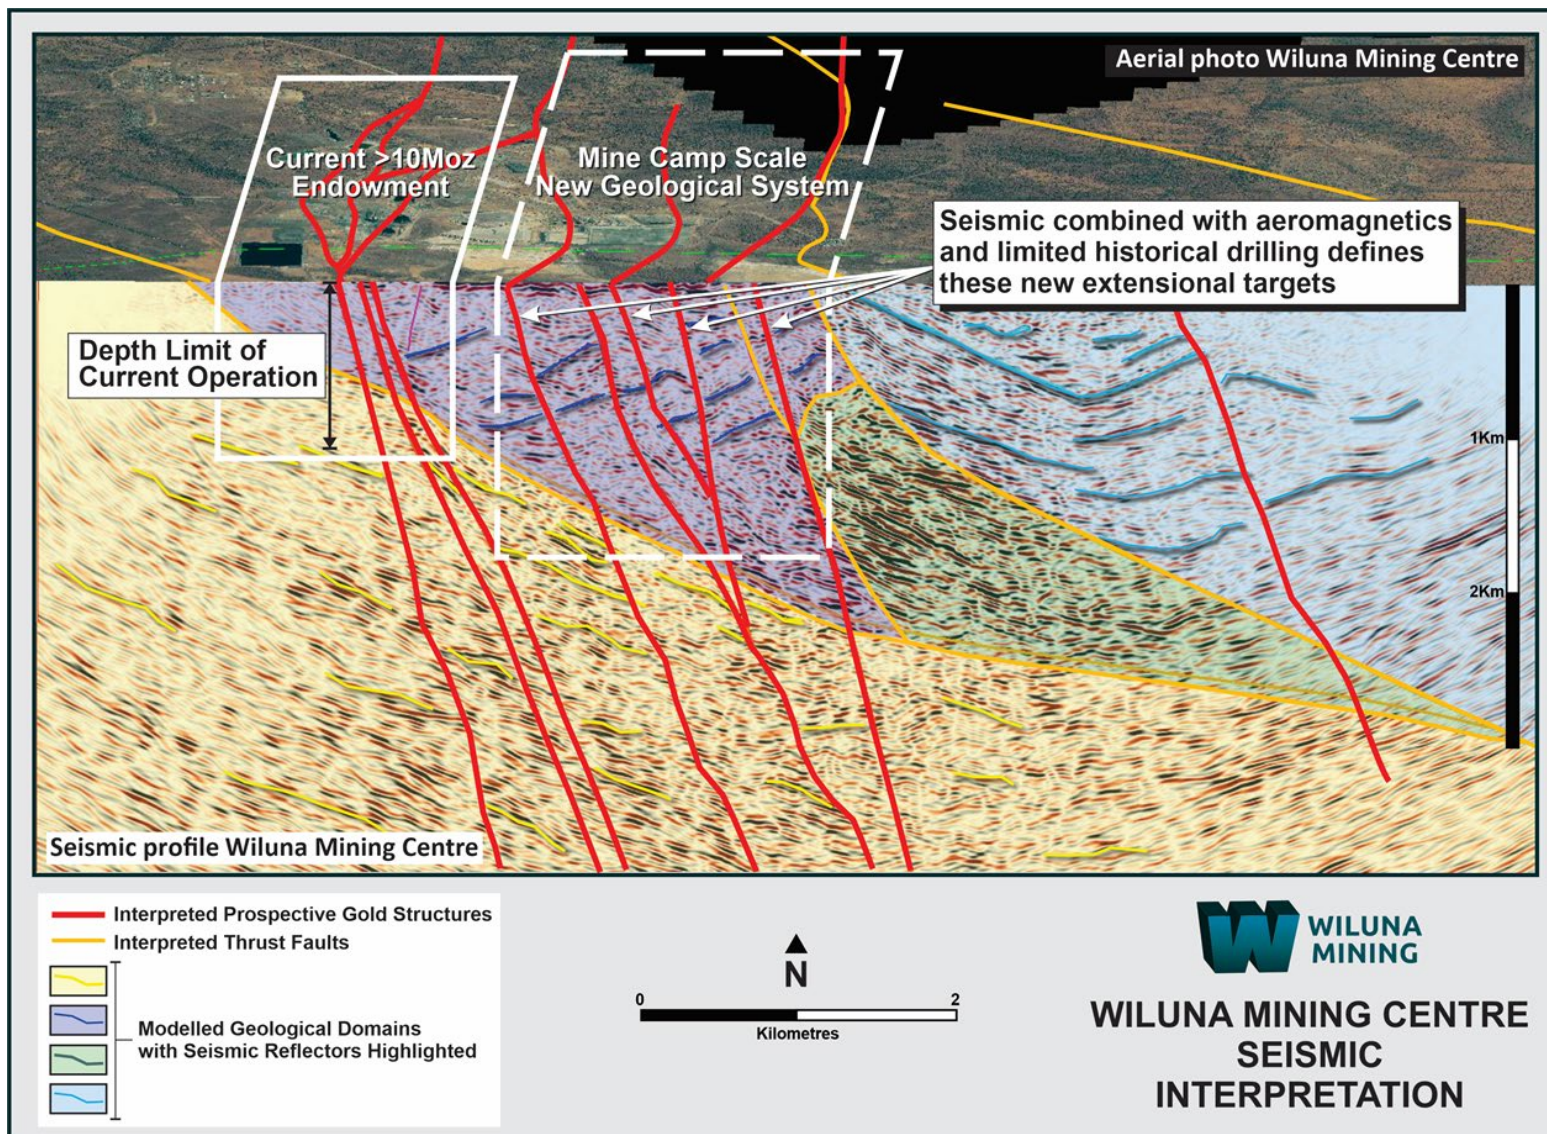 Aerial photo Wiluna Mining Centre
Current >10Moz
Endowment
Mine Camp Scale
New Geological System
Seismic combined with aeromagnetics
and limited historical drilling defines
these new extensional targets
Depth Limit of
Current Operation
1Km
2Km
Seismic profile Wiluna Mining Centre
Interpreted Prospective Gold Structures
Interpreted Thrust Faults
Modelled Geological Domains
with Seismic Reflectors Highlighted
N
0 2
Kilometres
WILUNA
MINING
WILUNA MINING CENTRE
SEISMIC
INTERPRETATION